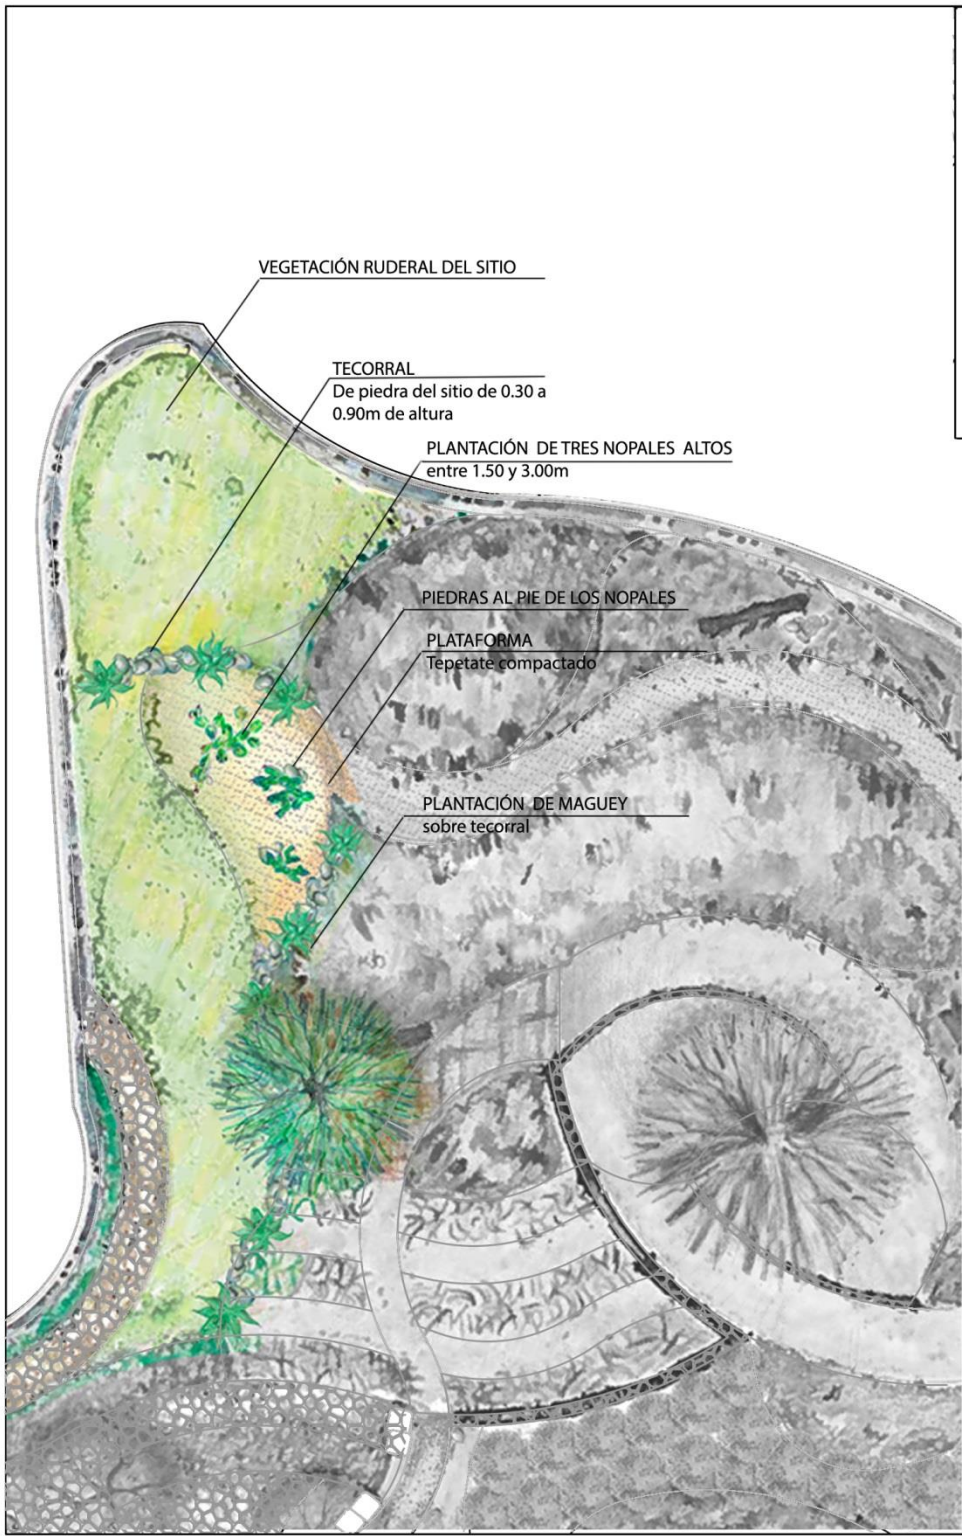 VEGETACIÓN RUDERAL DEL SITIO
TECORRAL
De piedra del sitio de 0.30 a
0.90m de altura
PLANTACIÓN DE TRES NOPALES ALTOS
entre 1.50 y 3.00m
PIEDRAS AL PIE DE LOS NOPALES
PLATAFORMA
Tepetate compactado
PLANTACIÓN DE MAGUEY
sobre tecorral